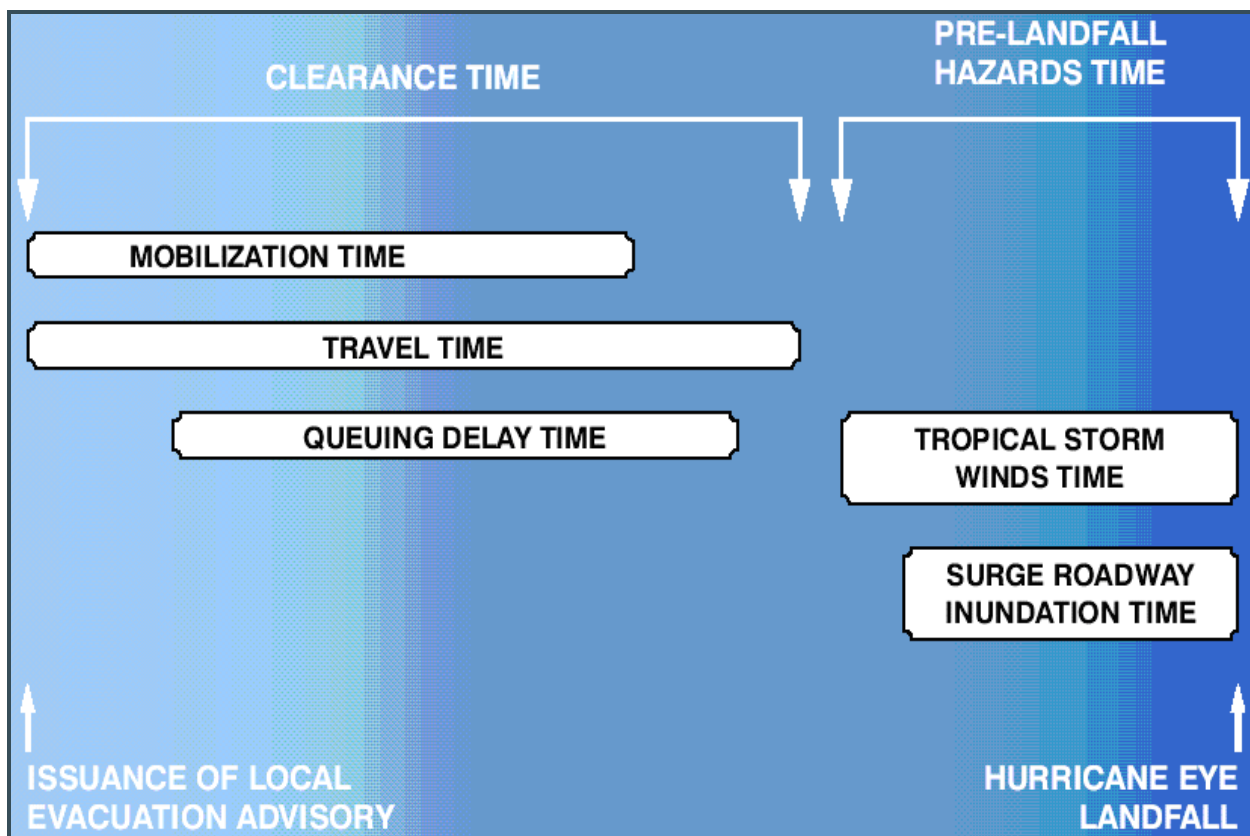 CLEARANCE TIME
PRE-LANDFALL
HAZARDS TIME
MOBILIZATION TIME
TRAVEL TIME
QUEUING DELAY TIME
TROPICAL STORM
WINDS TIME
SURGE ROADWAY
INUNDATION TIME
ISSUANCE OF LOCAL
EVACUATION ADVISORY
HURRICANE EYE
LANDFALL